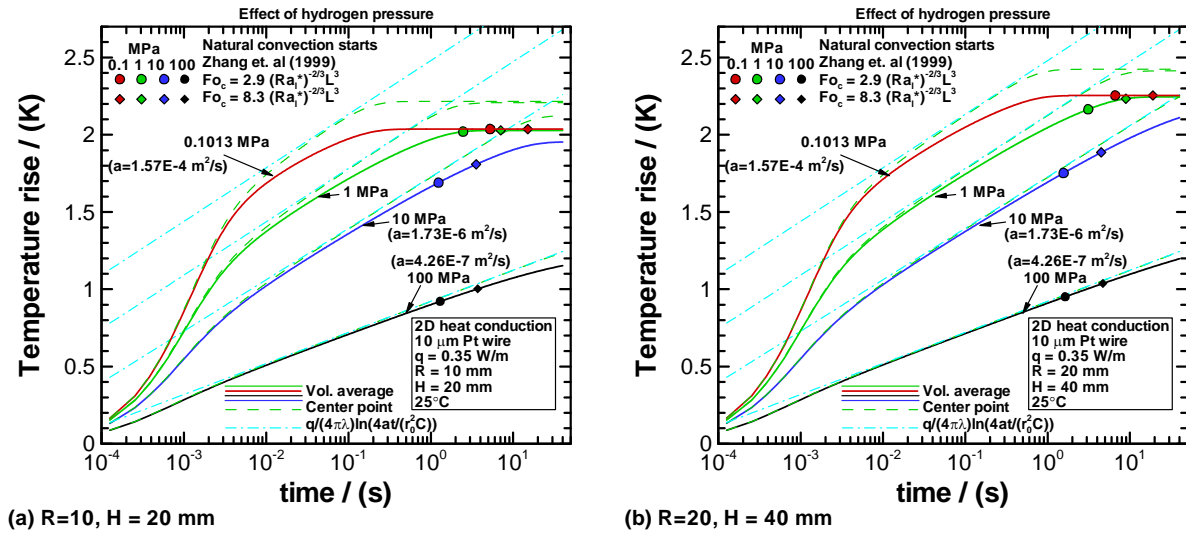 Effect of hydrogen pressure
MPa
0.1 1 10 100
Natural convection starts
Zhang et. al (1999)
Fo_c = 2.9 (Ra_l*)^-2/3 L^3
Fo_c = 8.3 (Ra_l*)^-2/3 L^3
0.1013 MPa
(a=1.57E-4 m²/s)
1 MPa
10 MPa
(a=1.73E-6 m²/s)
(a=4.26E-7 m²/s)
100 MPa
2D heat conduction
10 μm Pt wire
q = 0.35 W/m
R = 10 mm
H = 20 mm
25°C
Vol. average
Center point
q/(4πλ)ln(4at/(r₀²C))
Temperature rise / (K)
2.5
2
1.5
1
0.5
0
10^-4 10^-3 10^-2 10^-1 10^0 10^1
time / (s)
(a) R=10, H = 20 mm
Effect of hydrogen pressure
MPa
0.1 1 10 100
Natural convection starts
Zhang et. al (1999)
Fo_c = 2.9 (Ra_l*)^-2/3 L^3
Fo_c = 8.3 (Ra_l*)^-2/3 L^3
0.1013 MPa
(a=1.57E-4 m²/s)
1 MPa
10 MPa
(a=1.73E-6 m²/s)
(a=4.26E-7 m²/s)
100 MPa
2D heat conduction
10 μm Pt wire
q = 0.35 W/m
R = 20 mm
H = 40 mm
25°C
Vol. average
Center point
q/(4πλ)ln(4at/(r₀²C))
Temperature rise / (K)
2.5
2
1.5
1
0.5
0
10^-4 10^-3 10^-2 10^-1 10^0 10^1
time / (s)
(b) R=20, H = 40 mm